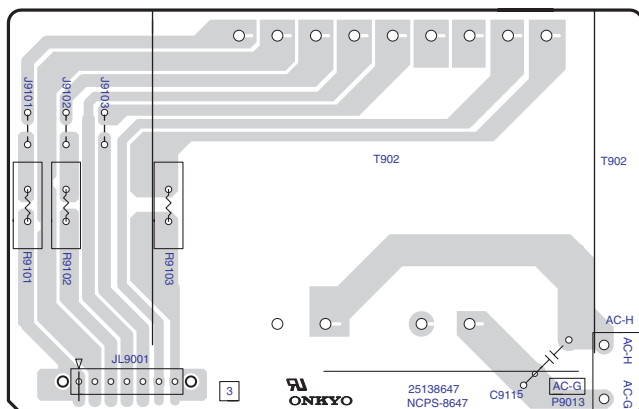 J9101
J9102
J9103
T902
T902
R9101
R9102
R9103
AC-H
AC-H
JL9001
3
ONKYO
25138647
NCPS-8647
C9115
AC-G
P9013
AC-G